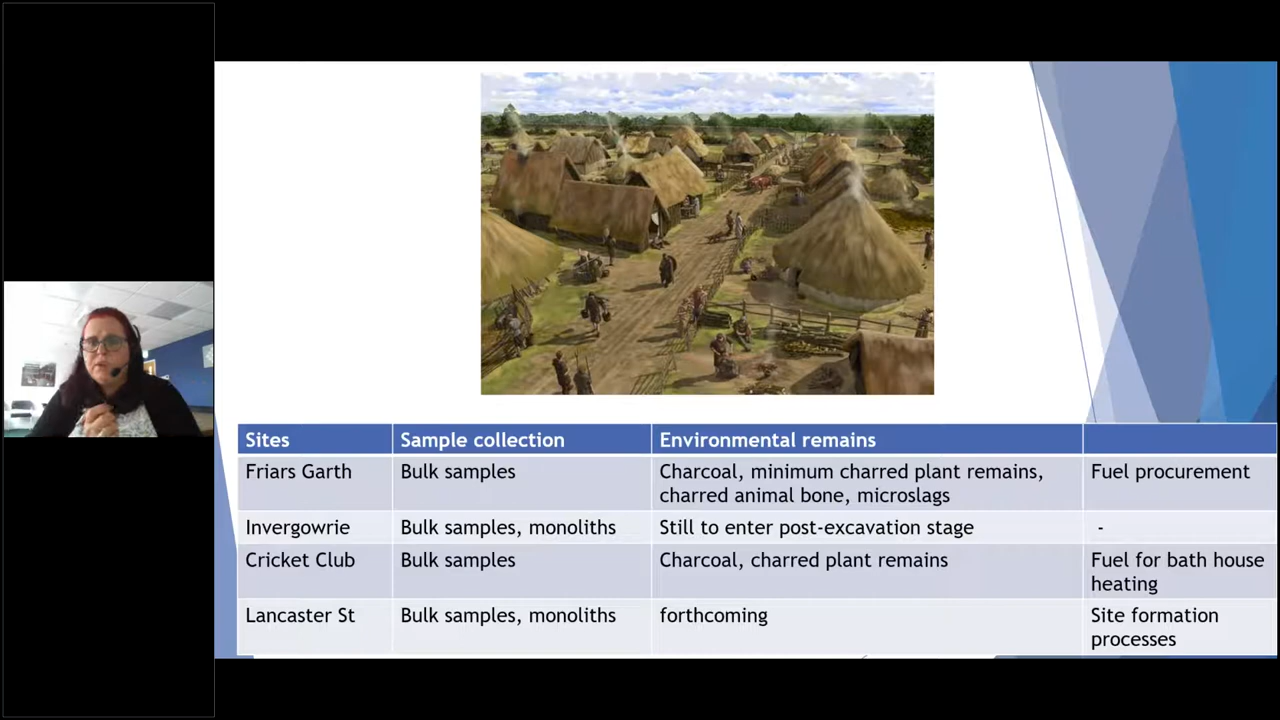 Sites Sample collection Environmental remains
Friars Garth Bulk samples Charcoal, minimum charred plant remains, Fuel procurement
charred animal bone, microslags
Invergowrie Bulk samples, monoliths Still to enter post-excavation stage -
Cricket Club Bulk samples Charcoal, charred plant remains Fuel for bath house
heating
Lancaster St Bulk samples, monoliths forthcoming Site formation
processes